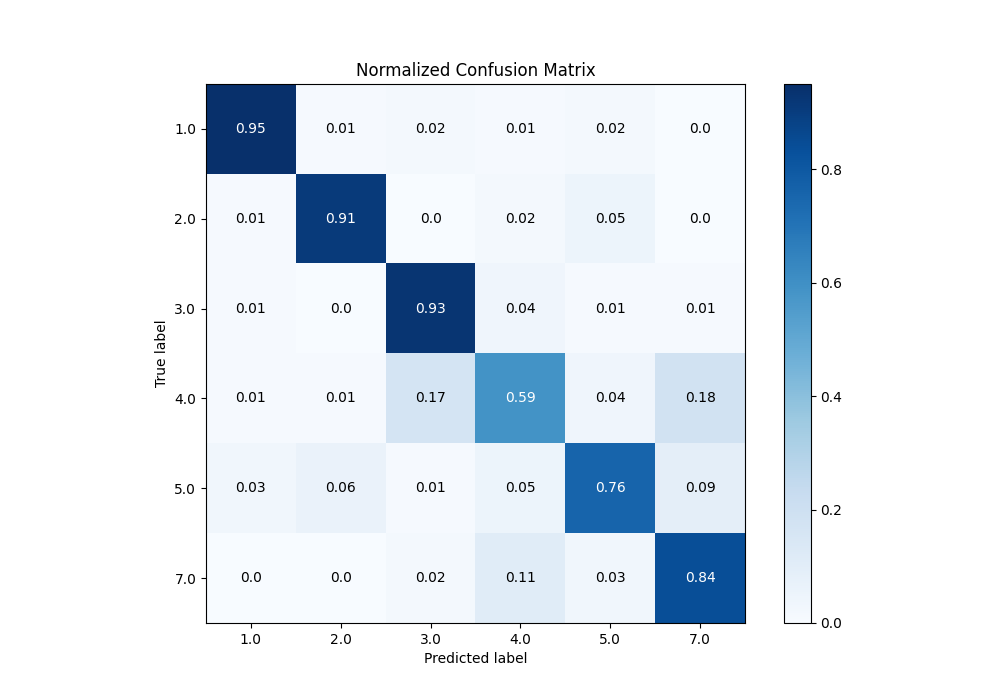 Normalized Confusion Matrix
1.0 0.95 0.01 0.02 0.01 0.02 0.0
0.8
2.0 0.01 0.91 0.0 0.02 0.05 0.0
0.6
3.0 0.01 0.0 0.93 0.04 0.01 0.01
True label
4.0 0.01 0.01 0.17 0.59 0.04 0.18
0.4
5.0 0.03 0.06 0.01 0.05 0.76 0.09
0.2
7.0 0.0 0.0 0.02 0.11 0.03 0.84
0.0
1.0 2.0 3.0 4.0 5.0 7.0
Predicted label